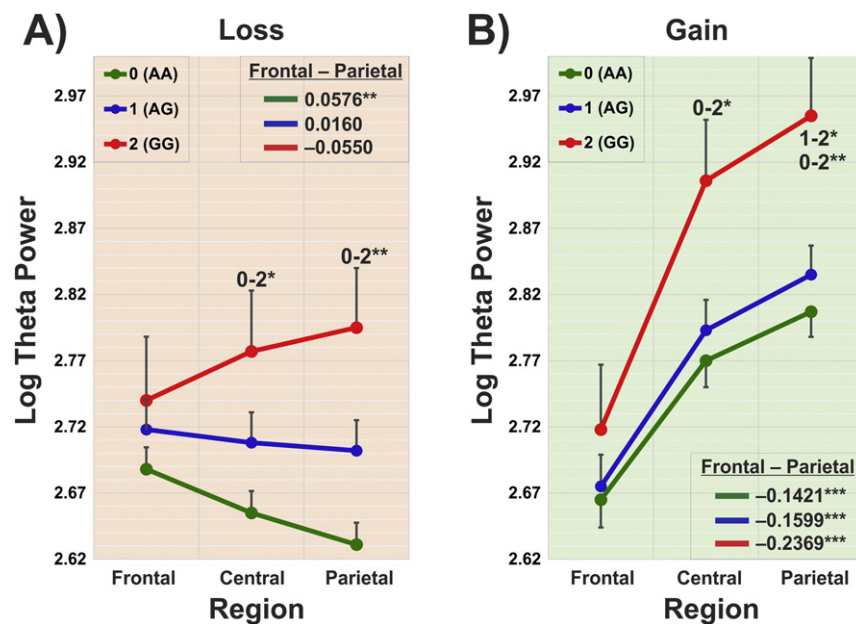 A)
Loss
0 (AA)
1 (AG)
2 (GG)
Frontal – Parietal
0.0576**
0.0160
–0.0550
Log Theta Power
2.97
2.92
2.87
2.82
2.77
2.72
2.67
2.62
0-2*
0-2**
Frontal
Central
Parietal
Region
B)
Gain
0 (AA)
1 (AG)
2 (GG)
Log Theta Power
2.97
2.92
2.87
2.82
2.77
2.72
2.67
2.62
0-2*
1-2*
0-2**
Frontal – Parietal
–0.1421***
–0.1599***
–0.2369***
Frontal
Central
Parietal
Region